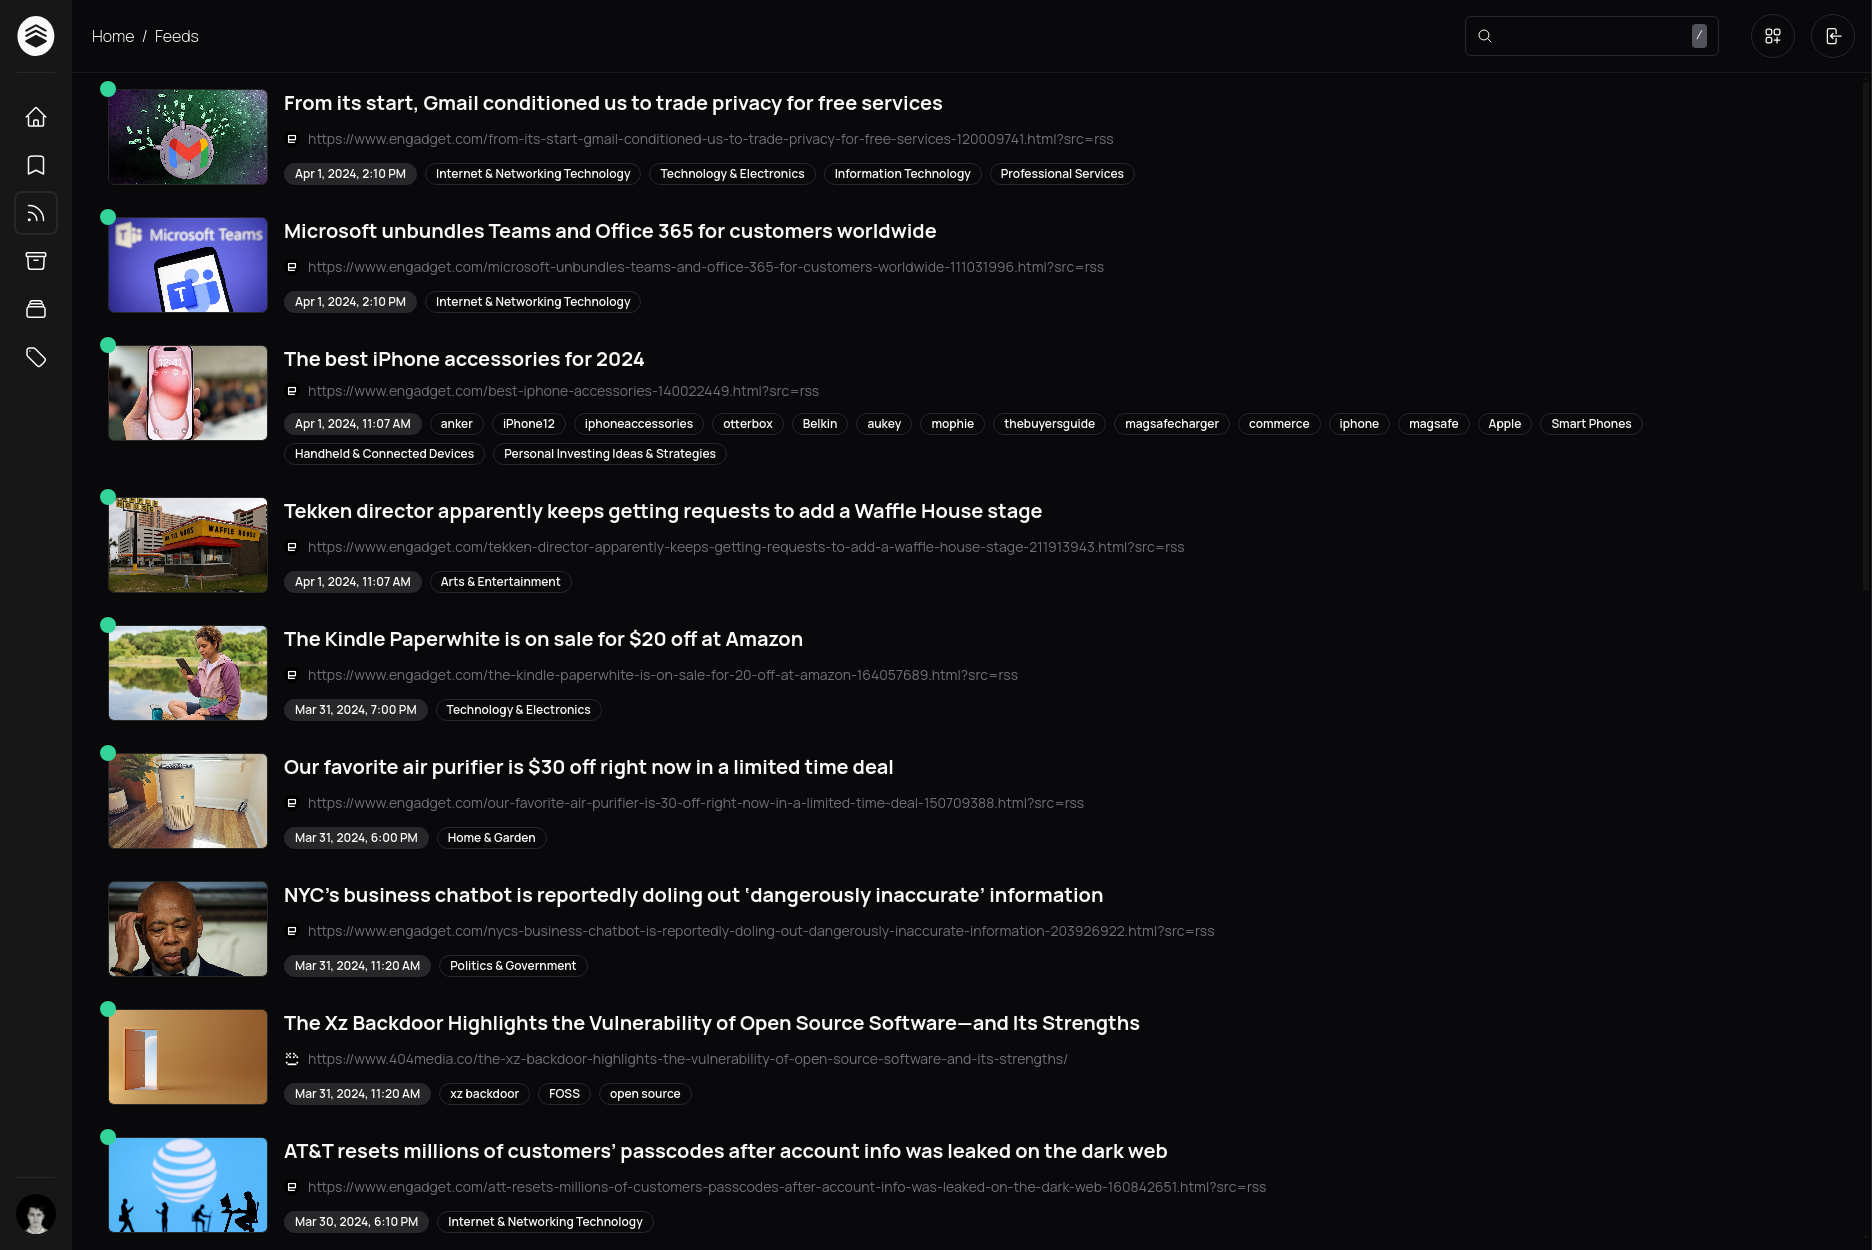 Home / Feeds
/
From its start, Gmail conditioned us to trade privacy for free services
https://www.engadget.com/from-its-start-gmail-conditioned-us-to-trade-privacy-for-free-services-120009741.html?src=rss
Apr 1, 2024, 2:10 PM Internet & Networking Technology Technology & Electronics Information Technology Professional Services
Microsoft Teams
T
Microsoft unbundles Teams and Office 365 for customers worldwide
https://www.engadget.com/microsoft-unbundles-teams-and-office-365-for-customers-worldwide-111031996.html?src=rss
Apr 1, 2024, 2:10 PM Internet & Networking Technology
12:41
The best iPhone accessories for 2024
https://www.engadget.com/best-iphone-accessories-140022449.html?src=rss
Apr 1, 2024, 11:07 AM anker iPhone12 iphoneaccessories otterbox Belkin aukey mophie thebuyersguide magsafecharger commerce iphone magsafe Apple Smart Phones
Handheld & Connected Devices Personal Investing Ideas & Strategies
WAFFLE HOUSE
Tekken director apparently keeps getting requests to add a Waffle House stage
https://www.engadget.com/tekken-director-apparently-keeps-getting-requests-to-add-a-waffle-house-stage-211913943.html?src=rss
Apr 1, 2024, 11:07 AM Arts & Entertainment
The Kindle Paperwhite is on sale for $20 off at Amazon
https://www.engadget.com/the-kindle-paperwhite-is-on-sale-for-20-off-at-amazon-164057689.html?src=rss
Mar 31, 2024, 7:00 PM Technology & Electronics
Our favorite air purifier is $30 off right now in a limited time deal
https://www.engadget.com/our-favorite-air-purifier-is-30-off-right-now-in-a-limited-time-deal-150709388.html?src=rss
Mar 31, 2024, 6:00 PM Home & Garden
NYC’s business chatbot is reportedly doling out ‘dangerously inaccurate’ information
https://www.engadget.com/nycs-business-chatbot-is-reportedly-doling-out-dangerously-inaccurate-information-203926922.html?src=rss
Mar 31, 2024, 11:20 AM Politics & Government
The Xz Backdoor Highlights the Vulnerability of Open Source Software—and Its Strengths
https://www.404media.co/the-xz-backdoor-highlights-the-vulnerability-of-open-source-software-and-its-strengths/
Mar 31, 2024, 11:20 AM xz backdoor FOSS open source
AT&T resets millions of customers’ passcodes after account info was leaked on the dark web
https://www.engadget.com/att-resets-millions-of-customers-passcodes-after-account-info-was-leaked-on-the-dark-web-160842651.html?src=rss
Mar 30, 2024, 6:10 PM Internet & Networking Technology